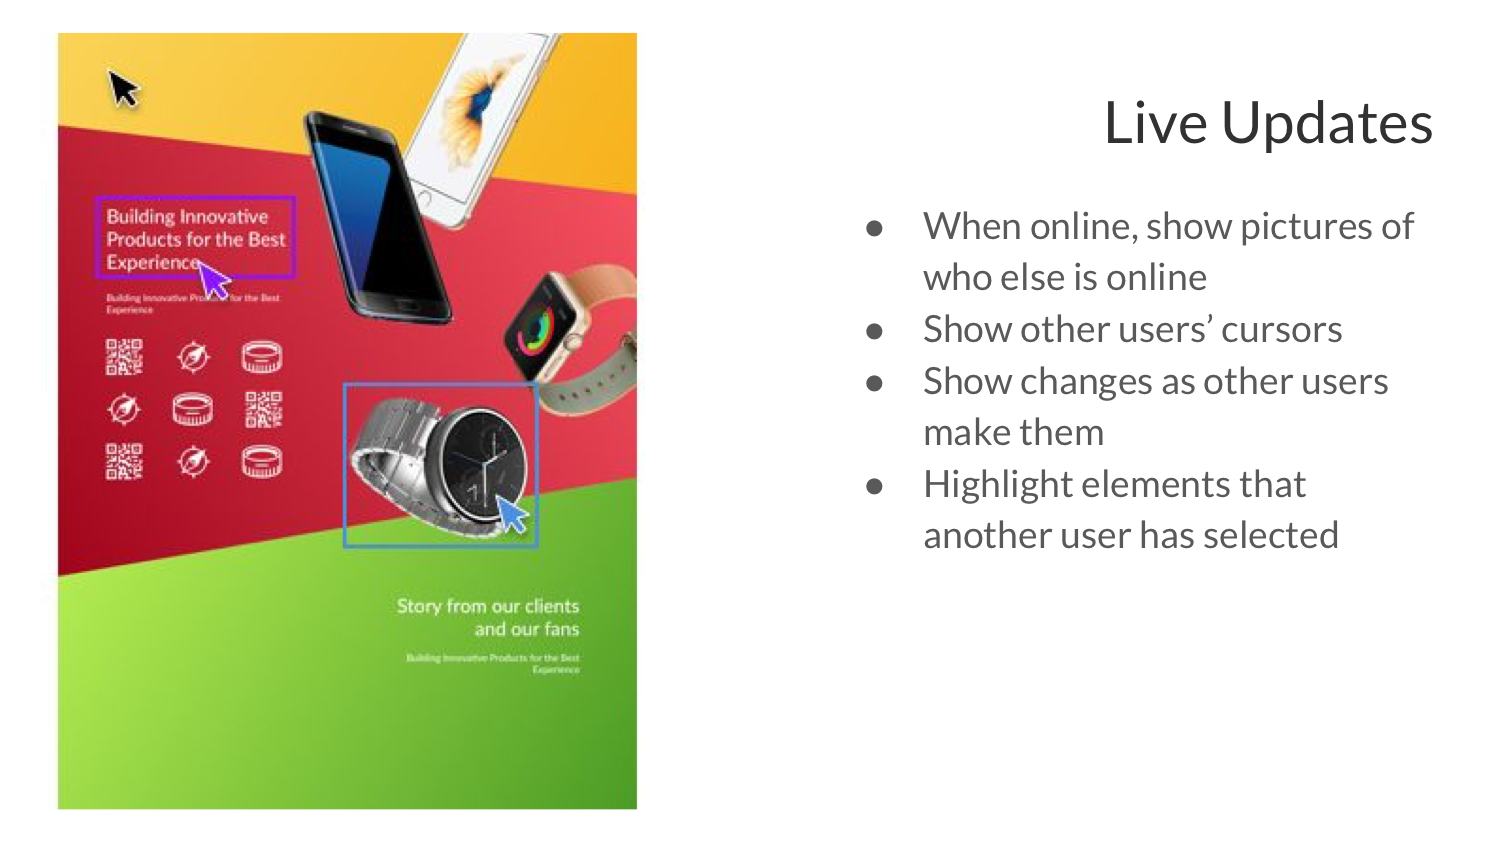 Building Innovative
Products for the Best
Experience
Building Innovative Products for the Best
Experience
Story from our clients
and our fans
Building Innovative Products for the Best
Experience
Live Updates
● When online, show pictures of
who else is online
● Show other users’ cursors
● Show changes as other users
make them
● Highlight elements that
another user has selected